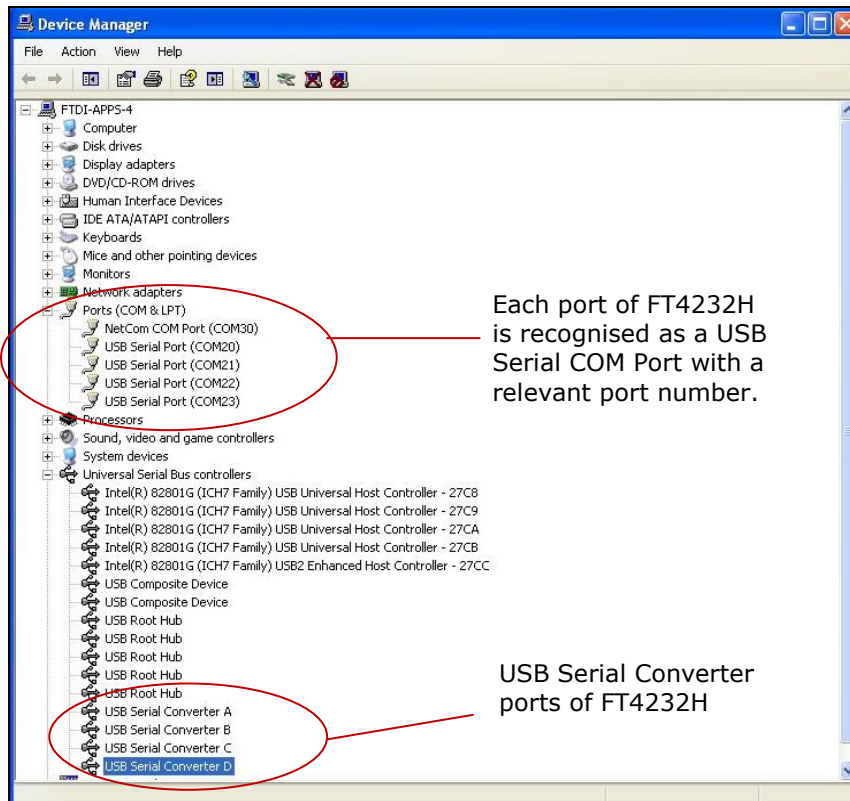 Device Manager
File Action View Help
FTDI-APPS-4
Computer
Disk drives
Display adapters
DVD/CD-ROM drives
Human Interface Devices
IDE ATA/ATAPI controllers
Keyboards
Mice and other pointing devices
Monitors
Network adapters
Ports (COM & LPT)
NetCom COM Port (COM30)
USB Serial Port (COM20)
USB Serial Port (COM21)
USB Serial Port (COM22)
USB Serial Port (COM23)
Processors
Sound, video and game controllers
System devices
Universal Serial Bus controllers
Intel(R) 82801G (ICH7 Family) USB Universal Host Controller - 27C8
Intel(R) 82801G (ICH7 Family) USB Universal Host Controller - 27C9
Intel(R) 82801G (ICH7 Family) USB Universal Host Controller - 27CA
Intel(R) 82801G (ICH7 Family) USB Universal Host Controller - 27CB
Intel(R) 82801G (ICH7 Family) USB2 Enhanced Host Controller - 27CC
USB Composite Device
USB Composite Device
USB Root Hub
USB Root Hub
USB Root Hub
USB Root Hub
USB Root Hub
USB Serial Converter A
USB Serial Converter B
USB Serial Converter C
USB Serial Converter D
Each port of FT4232H
is recognised as a USB
Serial COM Port with a
relevant port number.
USB Serial Converter
ports of FT4232H